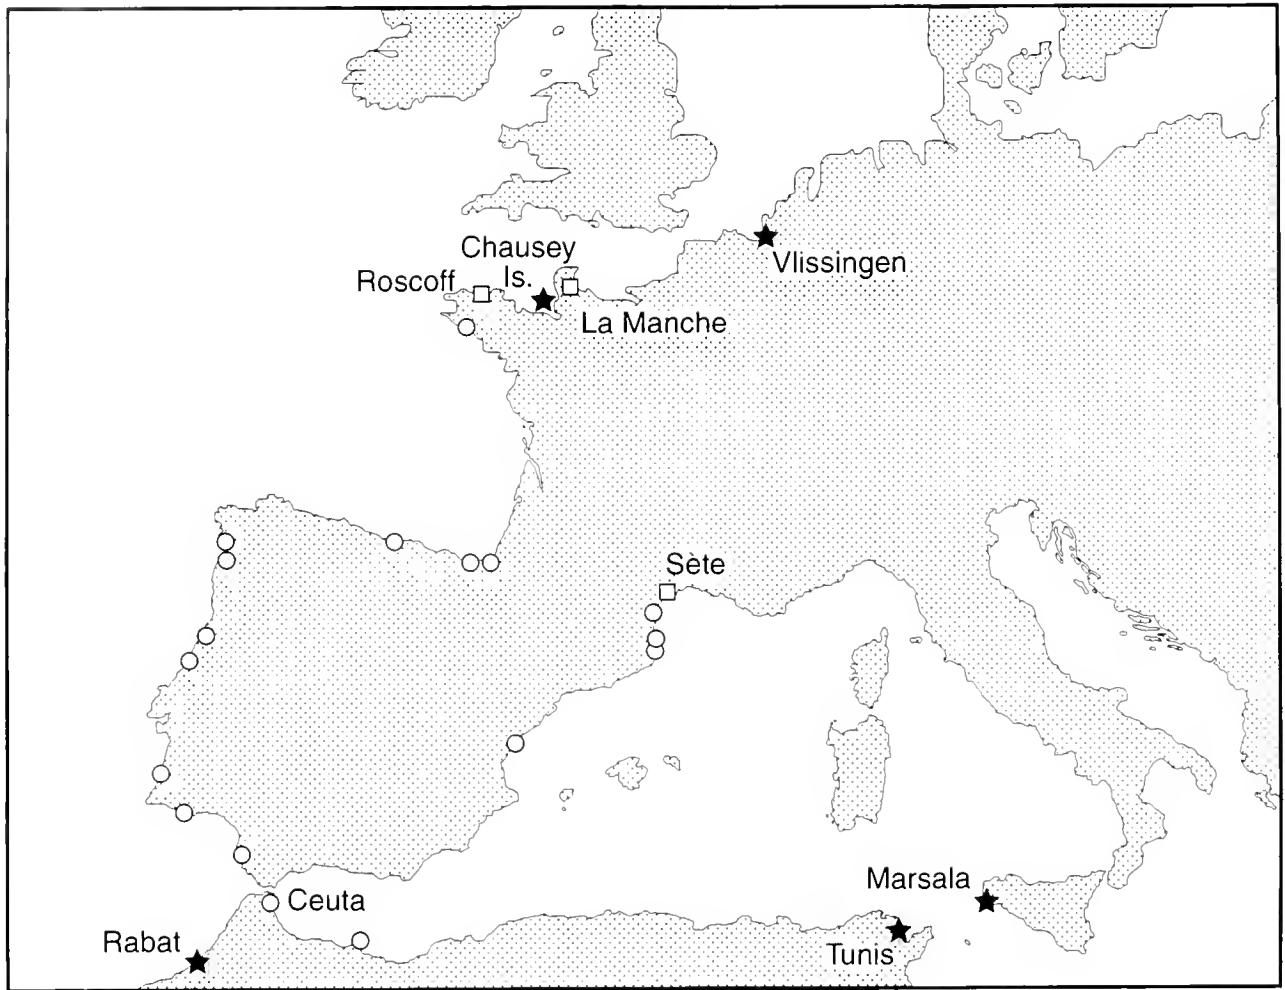 Chausey
Is.
Roscoff
Vlissingen
La Manche
Sète
Marsala
Ceuta
Rabat
Tunis